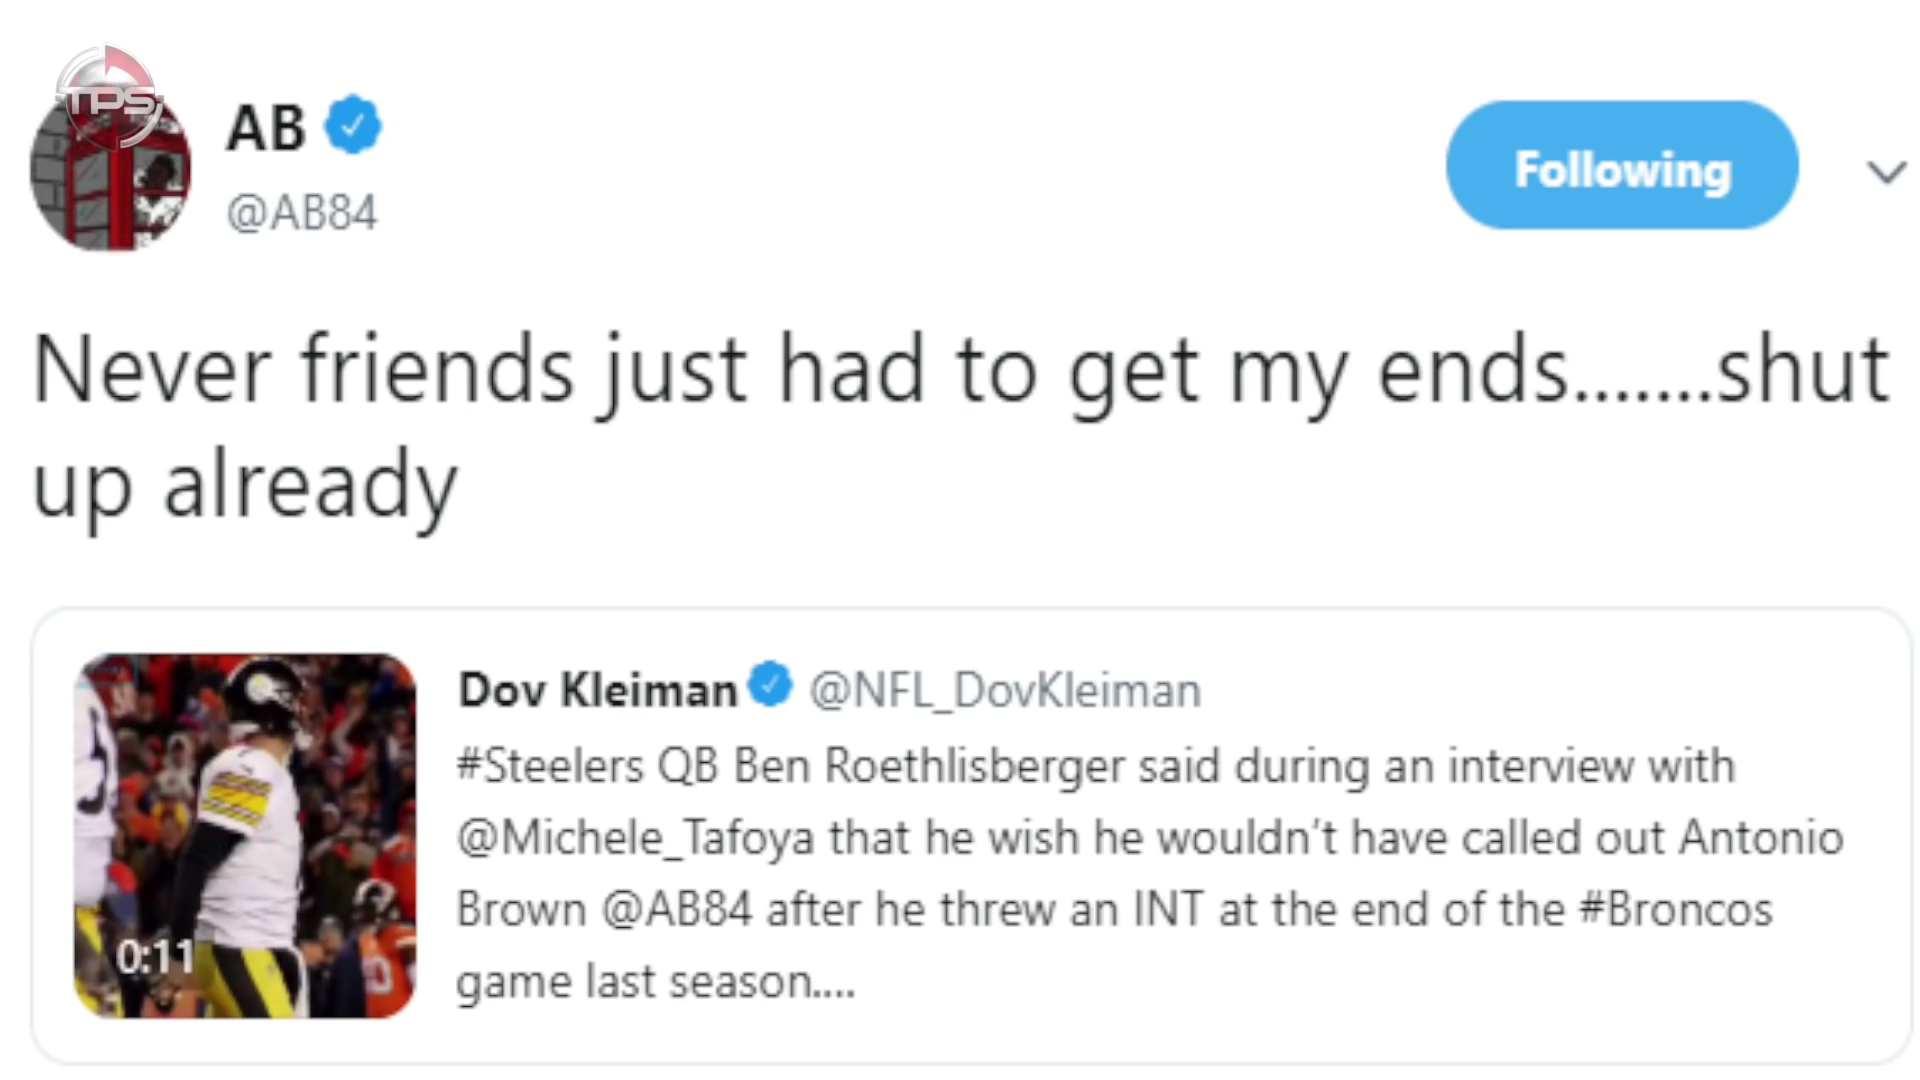 TPS
AB
@AB84
Following
Never friends just had to get my ends.......shut
up already
Dov Kleiman @NFL_DovKleiman
#Steelers QB Ben Roethlisberger said during an interview with
@Michele_Tafoya that he wish he wouldn't have called out Antonio
Brown @AB84 after he threw an INT at the end of the #Broncos
game last season....
0:11